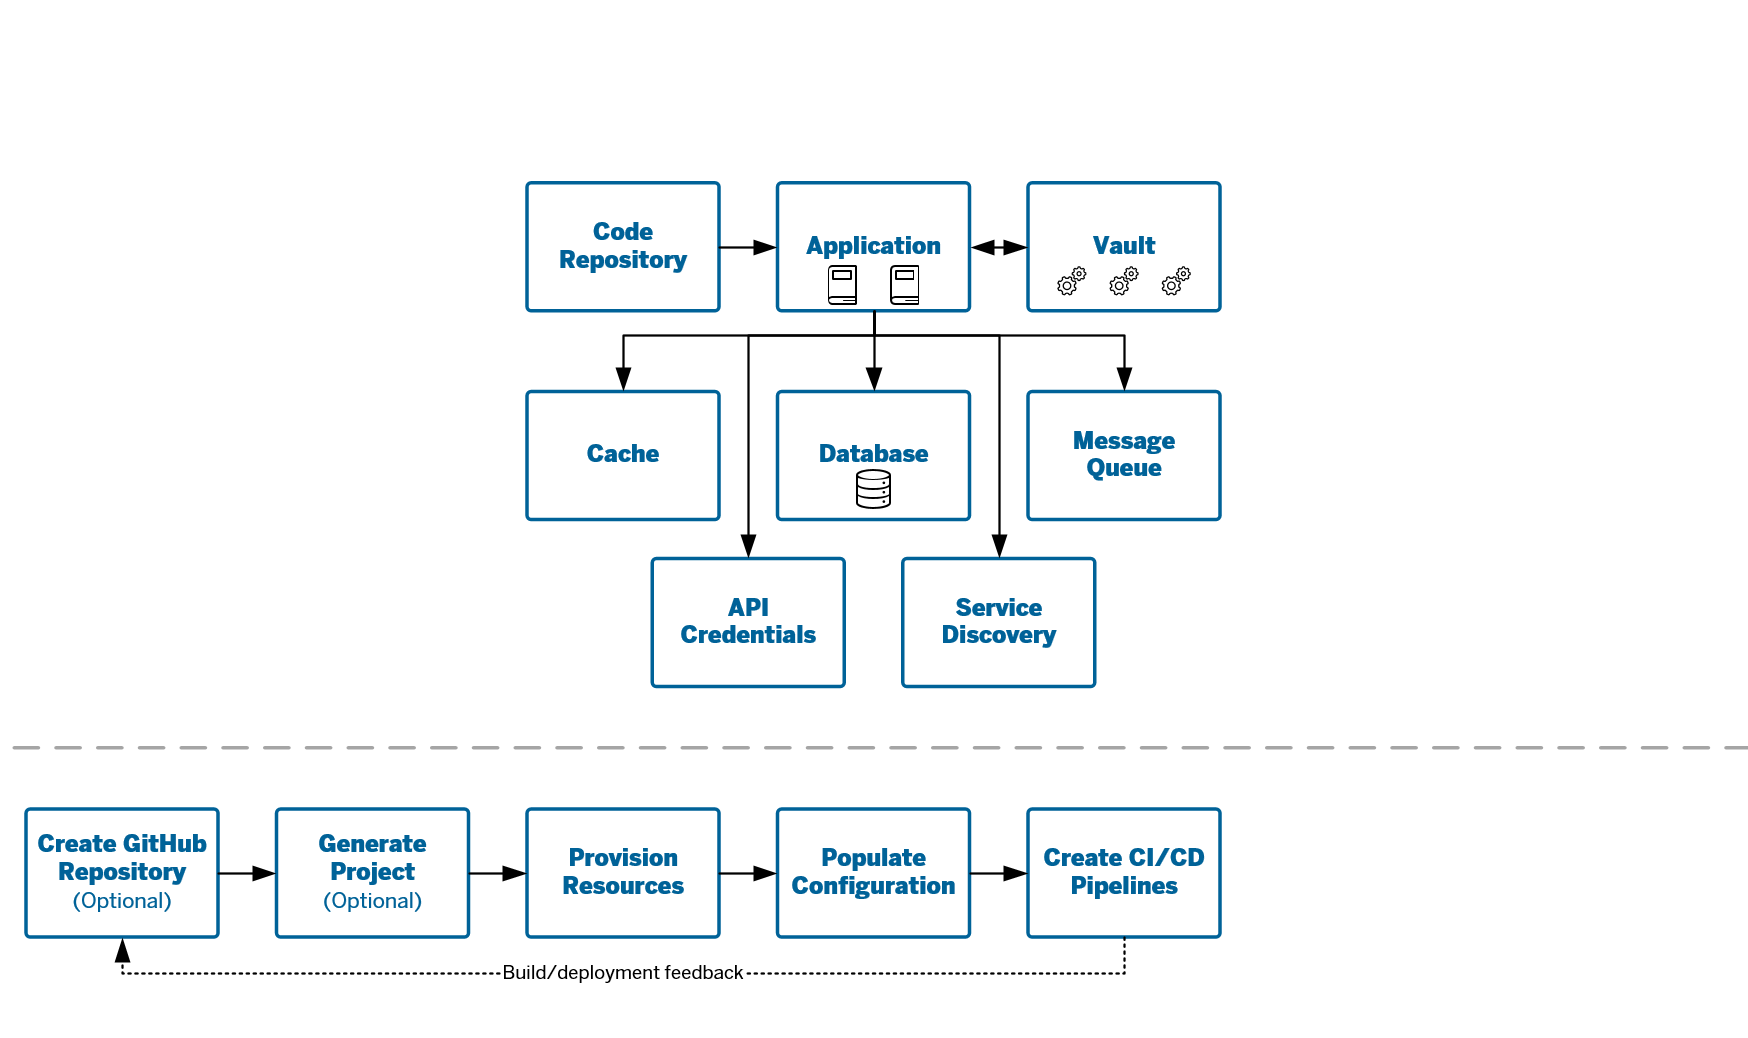 Code
Repository
Application
Vault
Cache
Database
Message
Queue
API
Credentials
Service
Discovery
Create GitHub
Repository
(Optional)
Generate
Project
(Optional)
Provision
Resources
Populate
Configuration
Create CI/CD
Pipelines
Build/deployment feedback